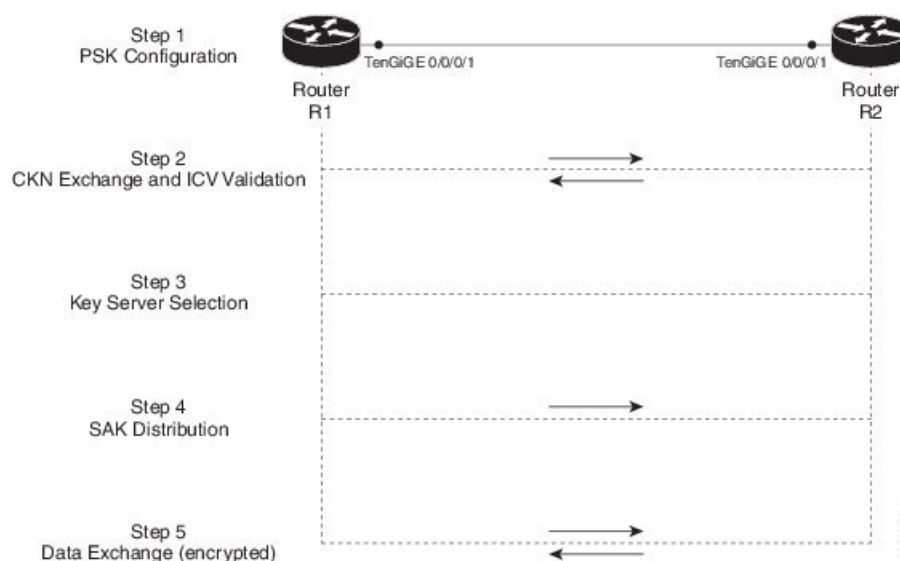 Step 1
PSK Configuration
TenGiGE 0/0/0/1
TenGiGE 0/0/0/1
Router
R1
Router
R2
Step 2
CKN Exchange and ICV Validation
Step 3
Key Server Selection
Step 4
SAK Distribution
Step 5
Data Exchange (encrypted)